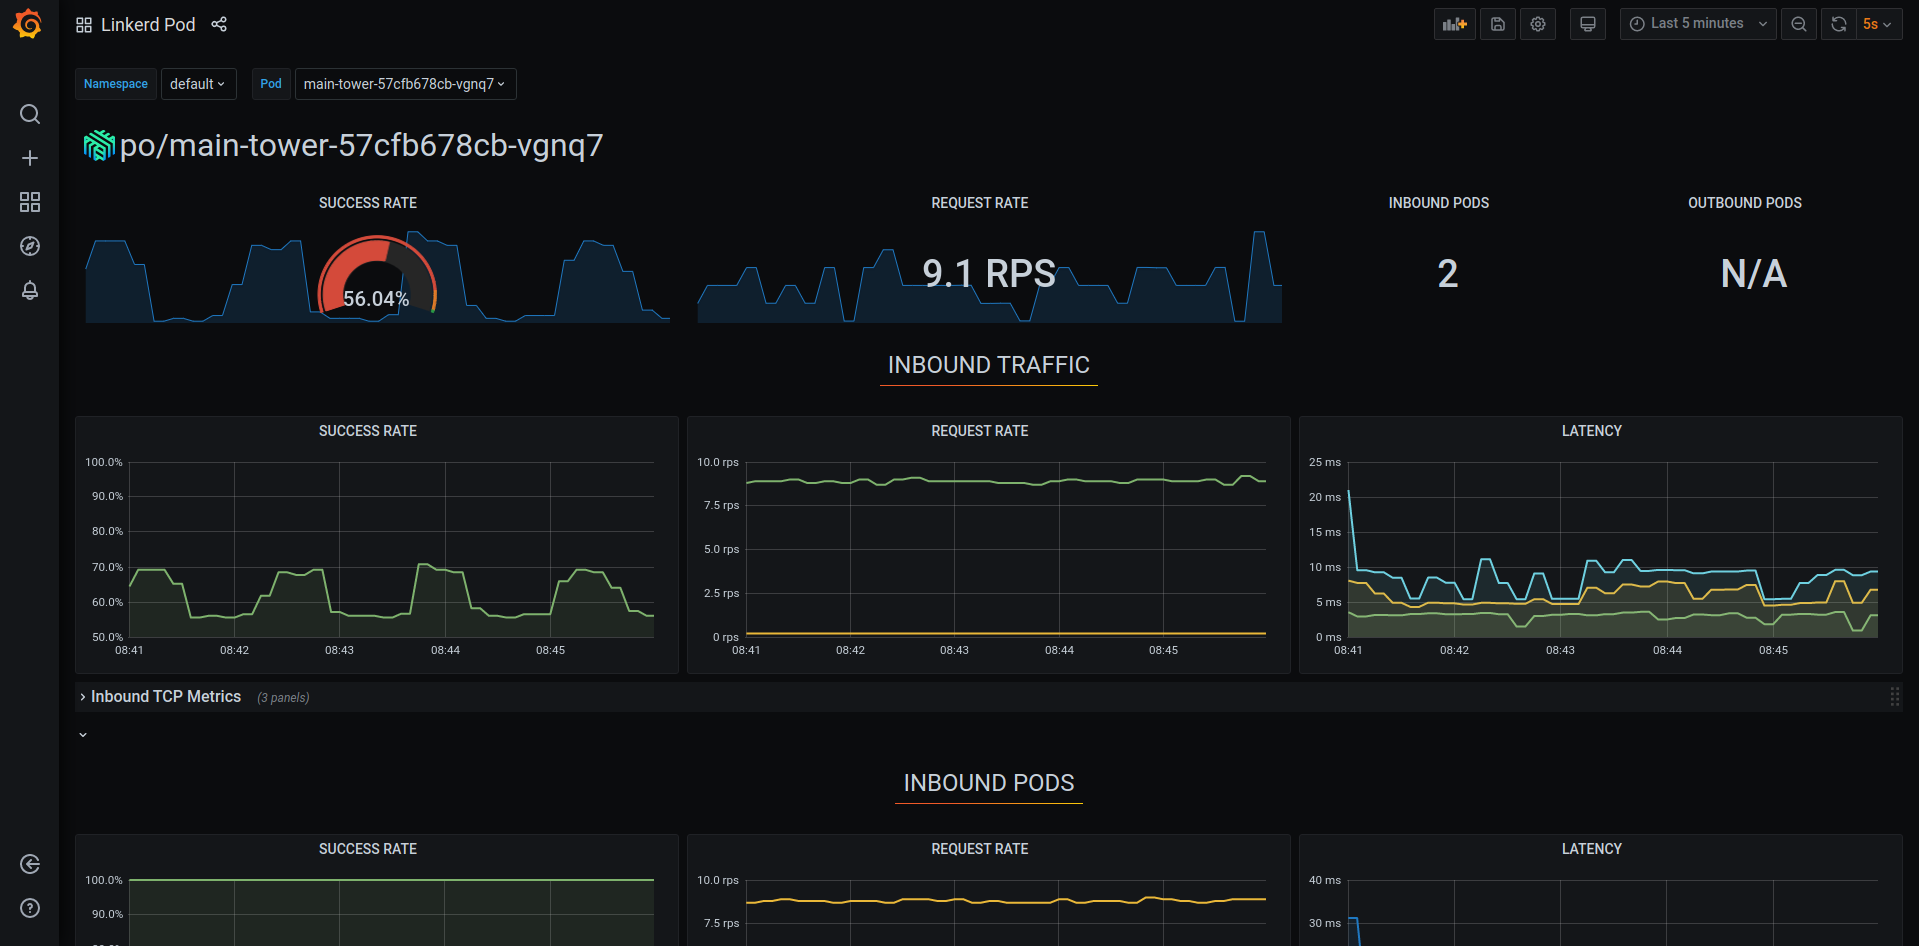 Linkerd Pod
Last 5 minutes
5s
Namespace default Pod main-tower-57cfb678cb-vgnq7
po/main-tower-57cfb678cb-vgnq7
SUCCESS RATE
56.04%
REQUEST RATE
9.1 RPS
INBOUND PODS
2
OUTBOUND PODS
N/A
INBOUND TRAFFIC
SUCCESS RATE
100.0%
90.0%
80.0%
70.0%
60.0%
50.0%
08:41 08:42 08:43 08:44 08:45
REQUEST RATE
10.0 rps
7.5 rps
5.0 rps
2.5 rps
0 rps
08:41 08:42 08:43 08:44 08:45
LATENCY
25 ms
20 ms
15 ms
10 ms
5 ms
0 ms
08:41 08:42 08:43 08:44 08:45
Inbound TCP Metrics (3 panels)
INBOUND PODS
SUCCESS RATE
100.0%
90.0%
REQUEST RATE
10.0 rps
7.5 rps
LATENCY
40 ms
30 ms